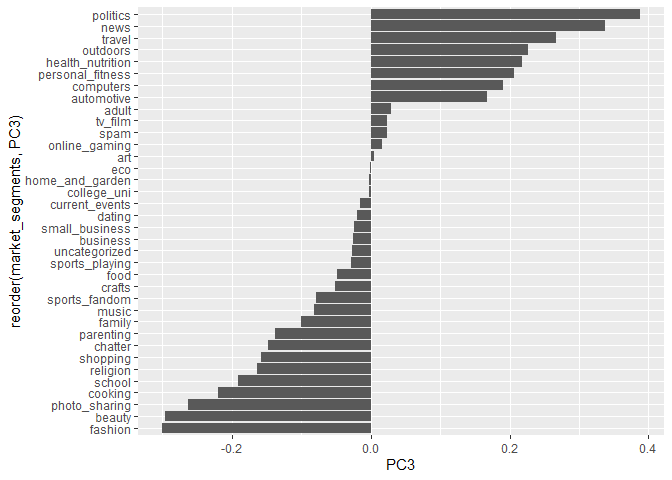 politics
news
travel
outdoors
health_nutrition
personal_fitness
computers
automotive
adult
tv_film
spam
online_gaming
art
eco
home_and_garden
college_uni
current_events
dating
small_business
business
uncategorized
sports_playing
food
crafts
sports_fandom
music
family
parenting
chatter
shopping
religion
school
cooking
photo_sharing
beauty
fashion
reorder(market_segments, PC3)
-0.2 0.0 0.2 0.4
PC3